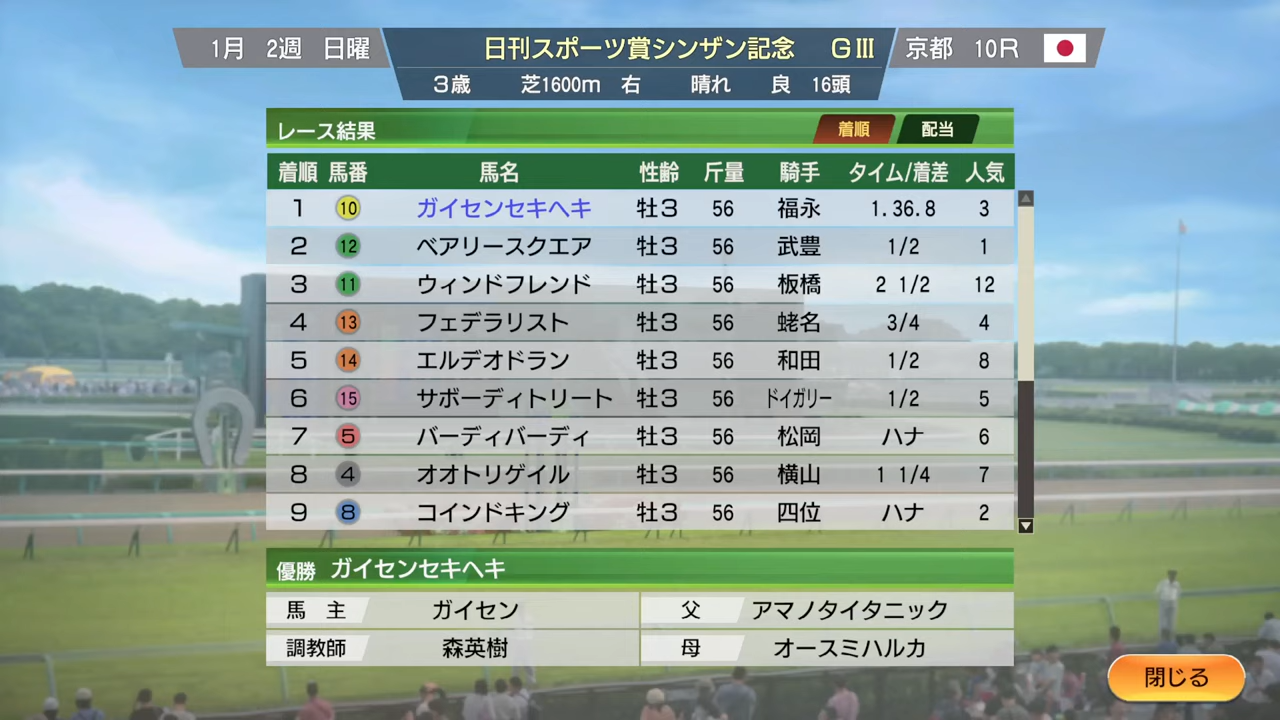 1月 2週 日曜 日刊スポーツ賞シンザン記念 GⅢ 京都 10R
3歳 芝1600m 右 晴れ 良 16頭
レース結果 着順 配当
着順 馬番 馬名 性齢 斤量 騎手 タイム/着差 人気
1 10 ガイセンセキヘキ 牡3 56 福永 1.36.8 3
2 12 ベアリースクエア 牡3 56 武豊 1/2 1
3 11 ウィンドフレンド 牡3 56 板橋 2 1/2 12
4 13 フェデラリスト 牡3 56 蛯名 3/4 4
5 14 エルデオドラン 牡3 56 和田 1/2 8
6 15 サボーディトリート 牡3 56 ドイガリー 1/2 5
7 5 バーディバーディ 牡3 56 松岡 ハナ 6
8 4 オオトリゲイル 牡3 56 横山 1 1/4 7
9 8 コインドキング 牡3 56 四位 ハナ 2
優勝 ガイセンセキヘキ
馬主 ガイセン 父 アマノタイタニック
調教師 森英樹 母 オースミハルカ
閉じる